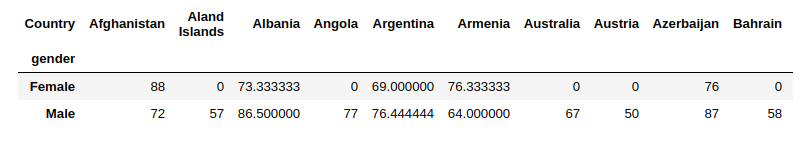 Country Afghanistan Aland Islands Albania Angola Argentina Armenia Australia Austria Azerbaijan Bahrain
gender
Female 88 0 73.333333 0 69.000000 76.333333 0 0 76 0
Male 72 57 86.500000 77 76.444444 64.000000 67 50 87 58